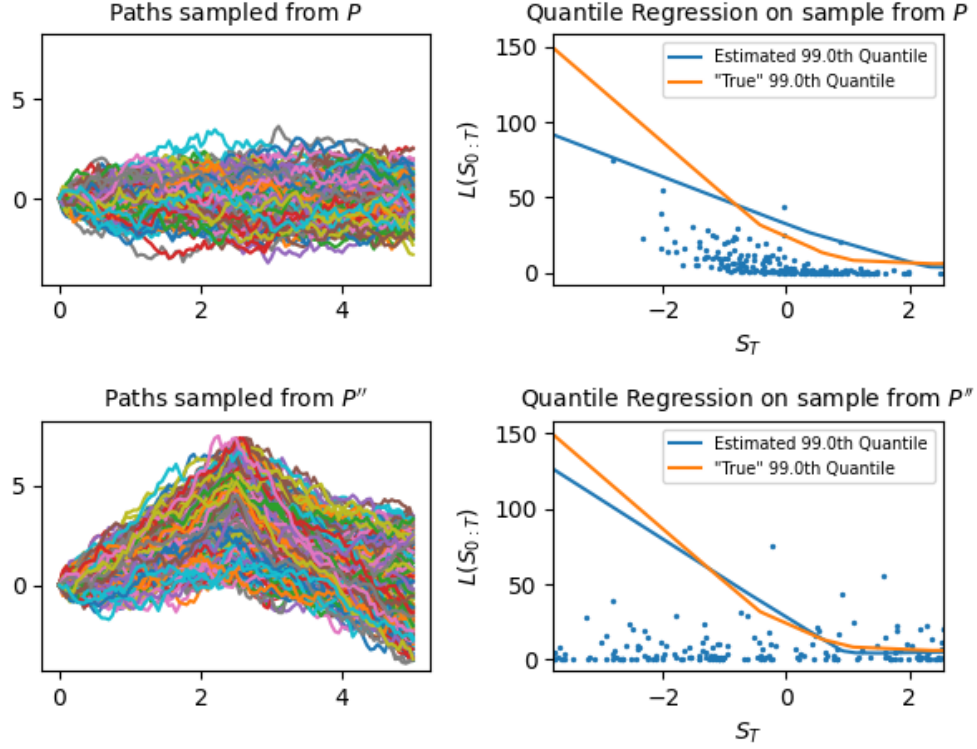 Paths sampled from P
5
0
0
2
4
Quantile Regression on sample from P
150
100
50
0
L(S₀:T)
Estimated 99.0th Quantile
"True" 99.0th Quantile
−2
0
2
S_T
Paths sampled from P″
5
0
0
2
4
Quantile Regression on sample from P″
150
100
50
0
L(S₀:T)
Estimated 99.0th Quantile
"True" 99.0th Quantile
−2
0
2
S_T